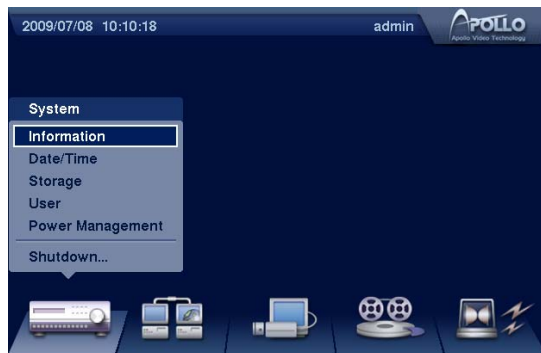 2009/07/08 10:10:18
admin
APOLLO
Apollo Video Technology
System
Information
Date/Time
Storage
User
Power Management
Shutdown...